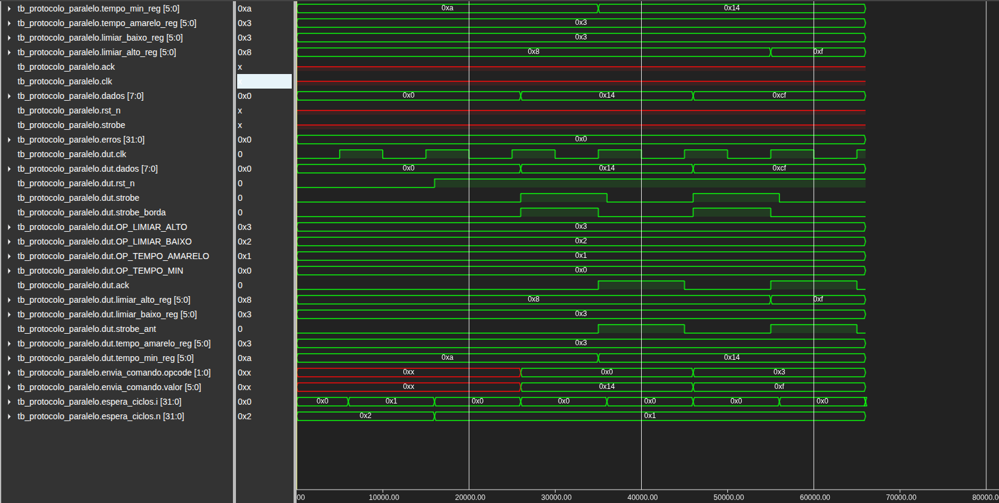 tb_protocolo_paralelo.tempo_min_reg [5:0] 0xa 0xa 0x14
tb_protocolo_paralelo.tempo_amarelo_reg [5:0] 0x3 0x3
tb_protocolo_paralelo.limiar_baixo_reg [5:0] 0x3 0x3
tb_protocolo_paralelo.limiar_alto_reg [5:0] 0x8 0x8 0xf
tb_protocolo_paralelo.ack x
tb_protocolo_paralelo.clk x
tb_protocolo_paralelo.dados [7:0] 0x0 0x0 0x14 0xcf
tb_protocolo_paralelo.rst_n x
tb_protocolo_paralelo.strobe x
tb_protocolo_paralelo.erros [31:0] 0x0 0x0
tb_protocolo_paralelo.dut.clk 0
tb_protocolo_paralelo.dut.dados [7:0] 0x0 0x0 0x14 0xcf
tb_protocolo_paralelo.dut.rst_n 0
tb_protocolo_paralelo.dut.strobe 0
tb_protocolo_paralelo.dut.strobe_borda 0
tb_protocolo_paralelo.dut.OP_LIMIAR_ALTO 0x3 0x3
tb_protocolo_paralelo.dut.OP_LIMIAR_BAIXO 0x2 0x2
tb_protocolo_paralelo.dut.OP_TEMPO_AMARELO 0x1 0x1
tb_protocolo_paralelo.dut.OP_TEMPO_MIN 0x0 0x0
tb_protocolo_paralelo.dut.ack 0
tb_protocolo_paralelo.dut.limiar_alto_reg [5:0] 0x8 0x8 0xf
tb_protocolo_paralelo.dut.limiar_baixo_reg [5:0] 0x3 0x3
tb_protocolo_paralelo.dut.strobe_ant 0
tb_protocolo_paralelo.dut.tempo_amarelo_reg [5:0] 0x3 0x3
tb_protocolo_paralelo.dut.tempo_min_reg [5:0] 0xa 0xa 0x14
tb_protocolo_paralelo.envia_comando.opcode [1:0] 0xx 0xx 0x0 0x3
tb_protocolo_paralelo.envia_comando.valor [5:0] 0xx 0xx 0x14 0xf
tb_protocolo_paralelo.espera_ciclos.i [31:0] 0x0 0x0 0x1 0x0 0x0 0x0 0x0 0x0
tb_protocolo_paralelo.espera_ciclos.n [31:0] 0x2 0x2 0x1
00 10000.00 20000.00 30000.00 40000.00 50000.00 60000.00 70000.00 80000.0